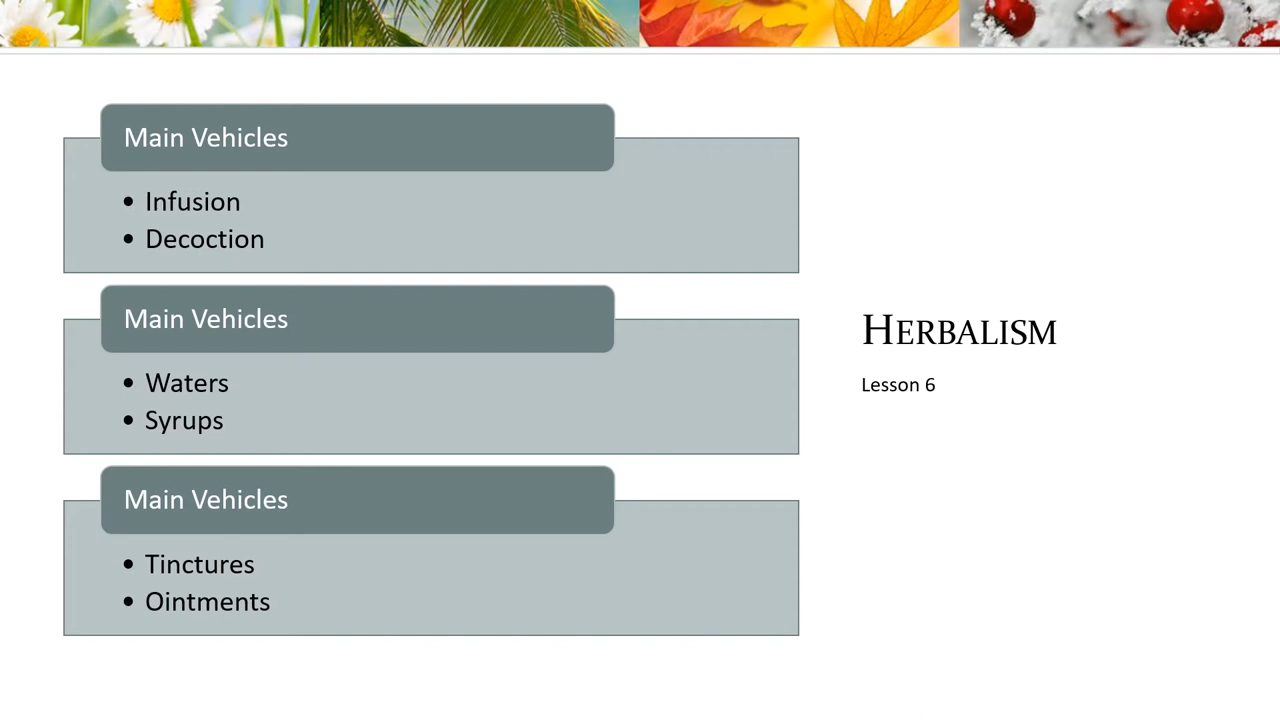 Main Vehicles
• Infusion
• Decoction
Main Vehicles
• Waters
• Syrups
Main Vehicles
• Tinctures
• Ointments
HERBALISM
Lesson 6